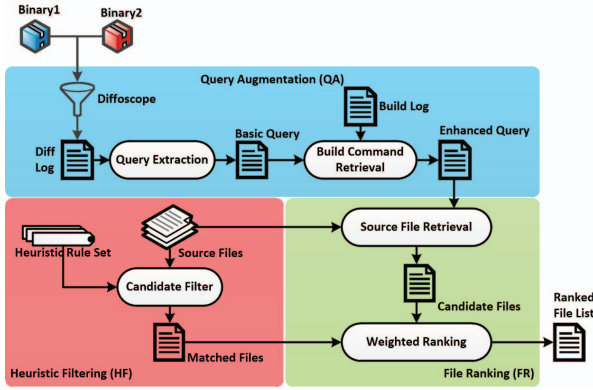 Binary1
Binary2
Query Augmentation (QA)
Diffoscope
Build Log
Diff
Log
Query Extraction
Basic Query
Build Command
Retrieval
Enhanced Query
Heuristic Rule Set
Source Files
Source File Retrieval
Candidate Filter
Candidate Files
Ranked
File List
Matched Files
Weighted Ranking
Heuristic Filtering (HF)
File Ranking (FR)